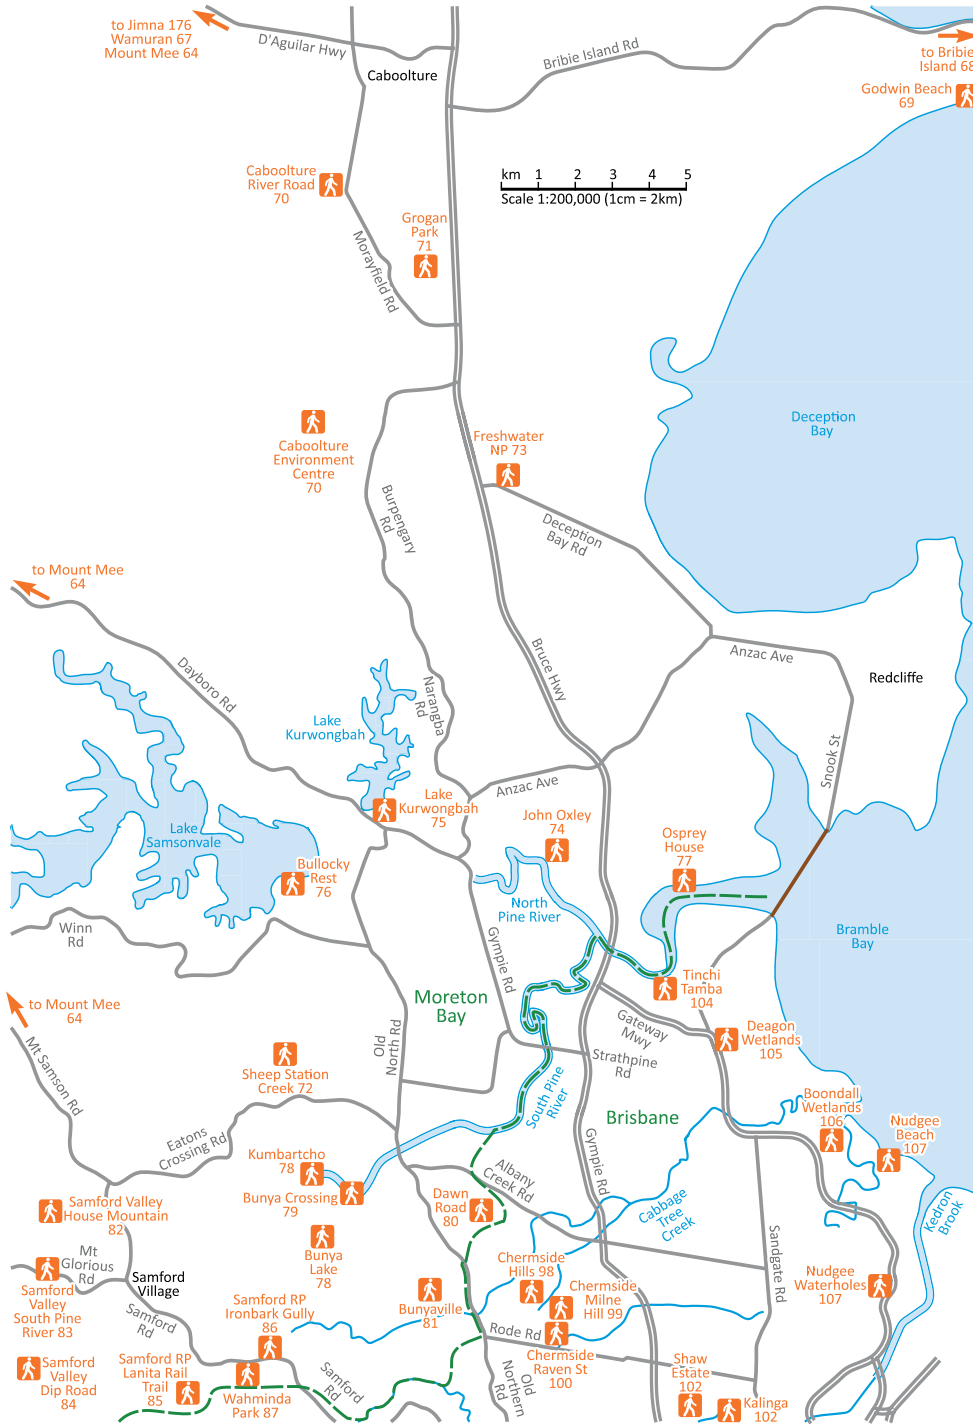 to Jimna 176
Wamuran 67
Mount Mee 64
D'Aguilar Hwy
Caboolture
Bribie Island Rd
to Bribie
Island 68
Godwin Beach
69
Caboolture
River Road
70
km 1 2 3 4 5
Scale 1:200,000 (1cm = 2km)
Grogan
Park
71
Morayfield Rd
Deception
Bay
Caboolture
Environment
Centre
70
Freshwater
NP 73
Burpengary
Rd
Deception
Bay Rd
to Mount Mee
64
Bruce Hwy
Anzac Ave
Redcliffe
Dayboro Rd
Narangba
Rd
Lake
Kurwongbah
Snook St
Anzac Ave
Lake
Kurwongbah
75
John Oxley
74
Lake
Samsonvale
Osprey
House
77
Bullocky
Rest
76
North
Pine River
Winn
Rd
Bramble
Bay
Gympie Rd
Tinchi
Tamba
104
to Mount Mee
64
Moreton
Bay
Gateway
Mwy
Deagon
Wetlands
105
Old
North Rd
Mt Samson Rd
Strathpine
Rd
Sheep Station
Creek 72
South Pine
River
Boondall
Wetlands
106
Brisbane
Nudgee
Beach
107
Eatons
Crossing Rd
Kumbartcho
78
Albany
Creek Rd
Gympie Rd
Bunya Crossing
79
Dawn
Road
80
Cabbage
Tree
Creek
Kedron
Brook
Samford Valley
House Mountain
82
Bunya
Lake
78
Mt
Glorious
Rd
Samford
Village
Chermside
Hills 98
Sandgate Rd
Nudgee
Waterholes
107
Samford
Valley
South Pine
River 83
Samford
Rd
Samford RP
Ironbark Gully
86
Bunyaville
81
Chermside
Milne
Hill 99
Rode Rd
Samford
Valley
Dip Road
84
Samford RP
Lanita Rail
Trail
85
Wahminda
Park 87
Samford
Rd
Old
Northern
Rd
Chermside
Raven St
100
Shaw
Estate
102
Kalinga
102